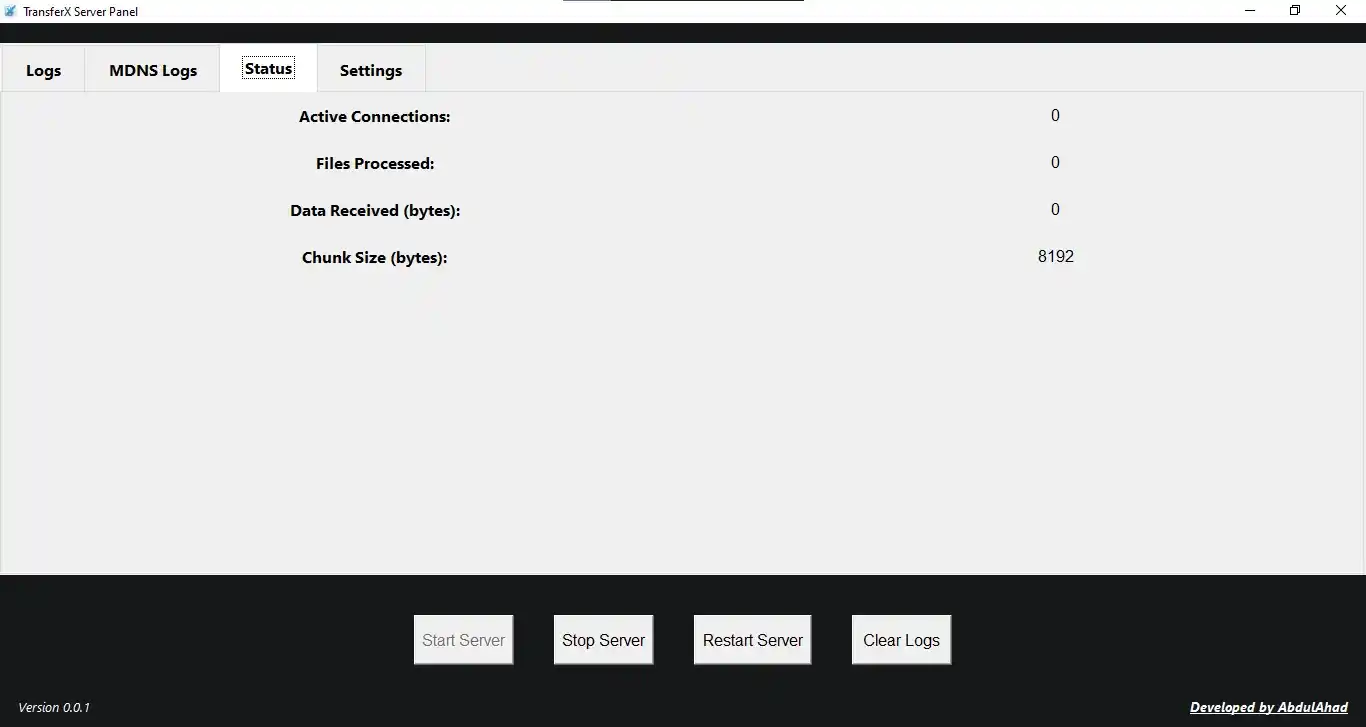 TransferX Server Panel
Logs MDNS Logs Status Settings
Active Connections: 0
Files Processed: 0
Data Received (bytes): 0
Chunk Size (bytes): 8192
Start Server Stop Server Restart Server Clear Logs
Version 0.0.1 Developed by AbdulAhad